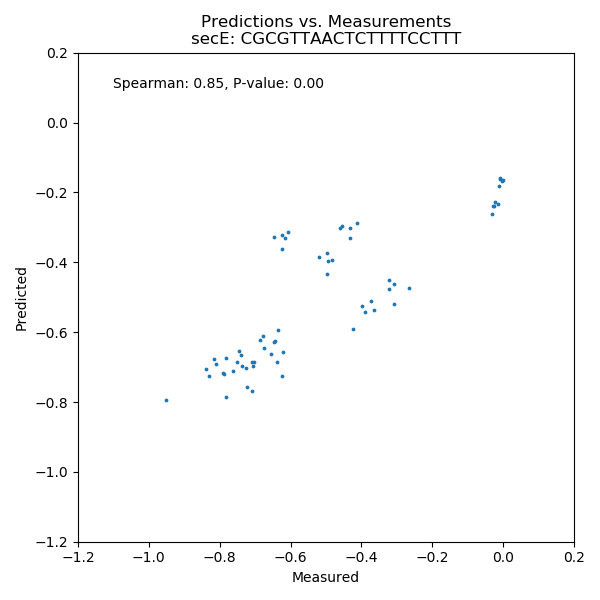 Predictions vs. Measurements
secE: CGCGTTAACTCTTTTCCTTT
Spearman: 0.85, P-value: 0.00
Predicted
0.2
0.0
−0.2
−0.4
−0.6
−0.8
−1.0
−1.2
−1.2 −1.0 −0.8 −0.6 −0.4 −0.2 0.0 0.2
Measured